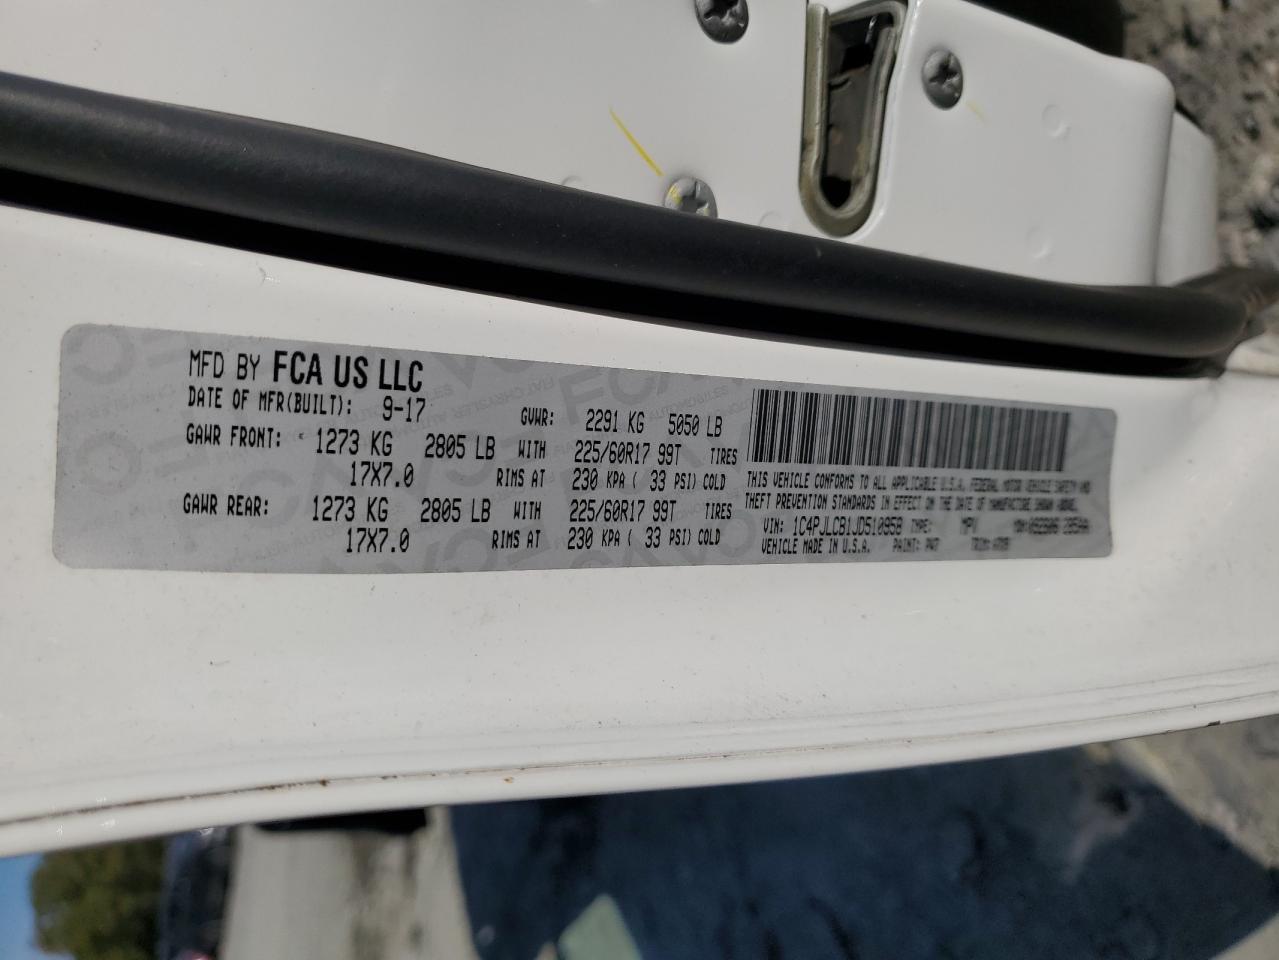 MFD BY FCA US LLC
DATE OF MFR(BUILT): 9-17 GVWR: 2291 KG 5050 LB
GAWR FRONT: 1273 KG 2805 LB WITH 225/60R17 99T TIRES
17X7.0 RIMS AT 230 KPA ( 33 PSI) COLD
GAWR REAR: 1273 KG 2805 LB WITH 225/60R17 99T TIRES
17X7.0 RIMS AT 230 KPA ( 33 PSI) COLD
THIS VEHICLE CONFORMS TO ALL APPLICABLE U.S.A. FEDERAL MOTOR VEHICLE SAFETY AND
THEFT PREVENTION STANDARDS IN EFFECT ON THE DATE OF MANUFACTURE SHOWN ABOVE.
VIN: 1C4PJLCB1JD510958 TYPE: MPV
VEHICLE MADE IN U.S.A. PAINT: PW7 TRIM: